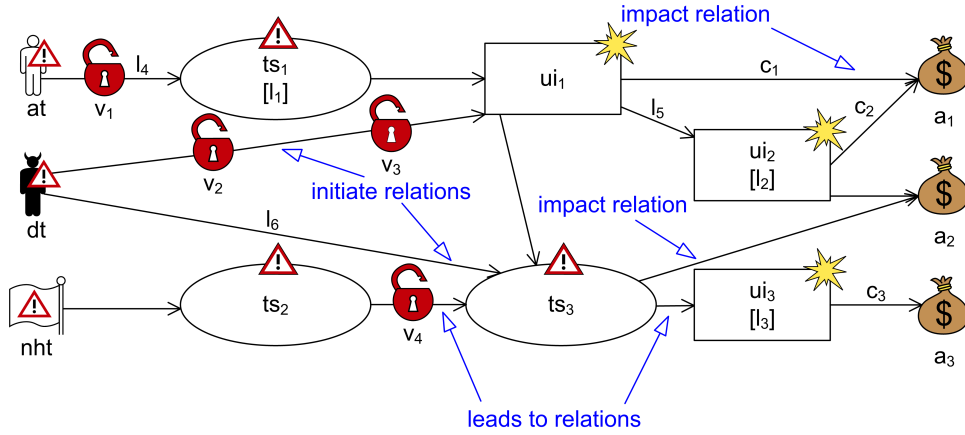 impact relation
at
v1
l4
ts1
[l1]
ui1
c1
$
a1
l5
c2
v2
v3
ui2
[l2]
dt
initiate relations
l6
impact relation
$
a2
nht
ts2
v4
ts3
ui3
[l3]
c3
$
a3
leads to relations